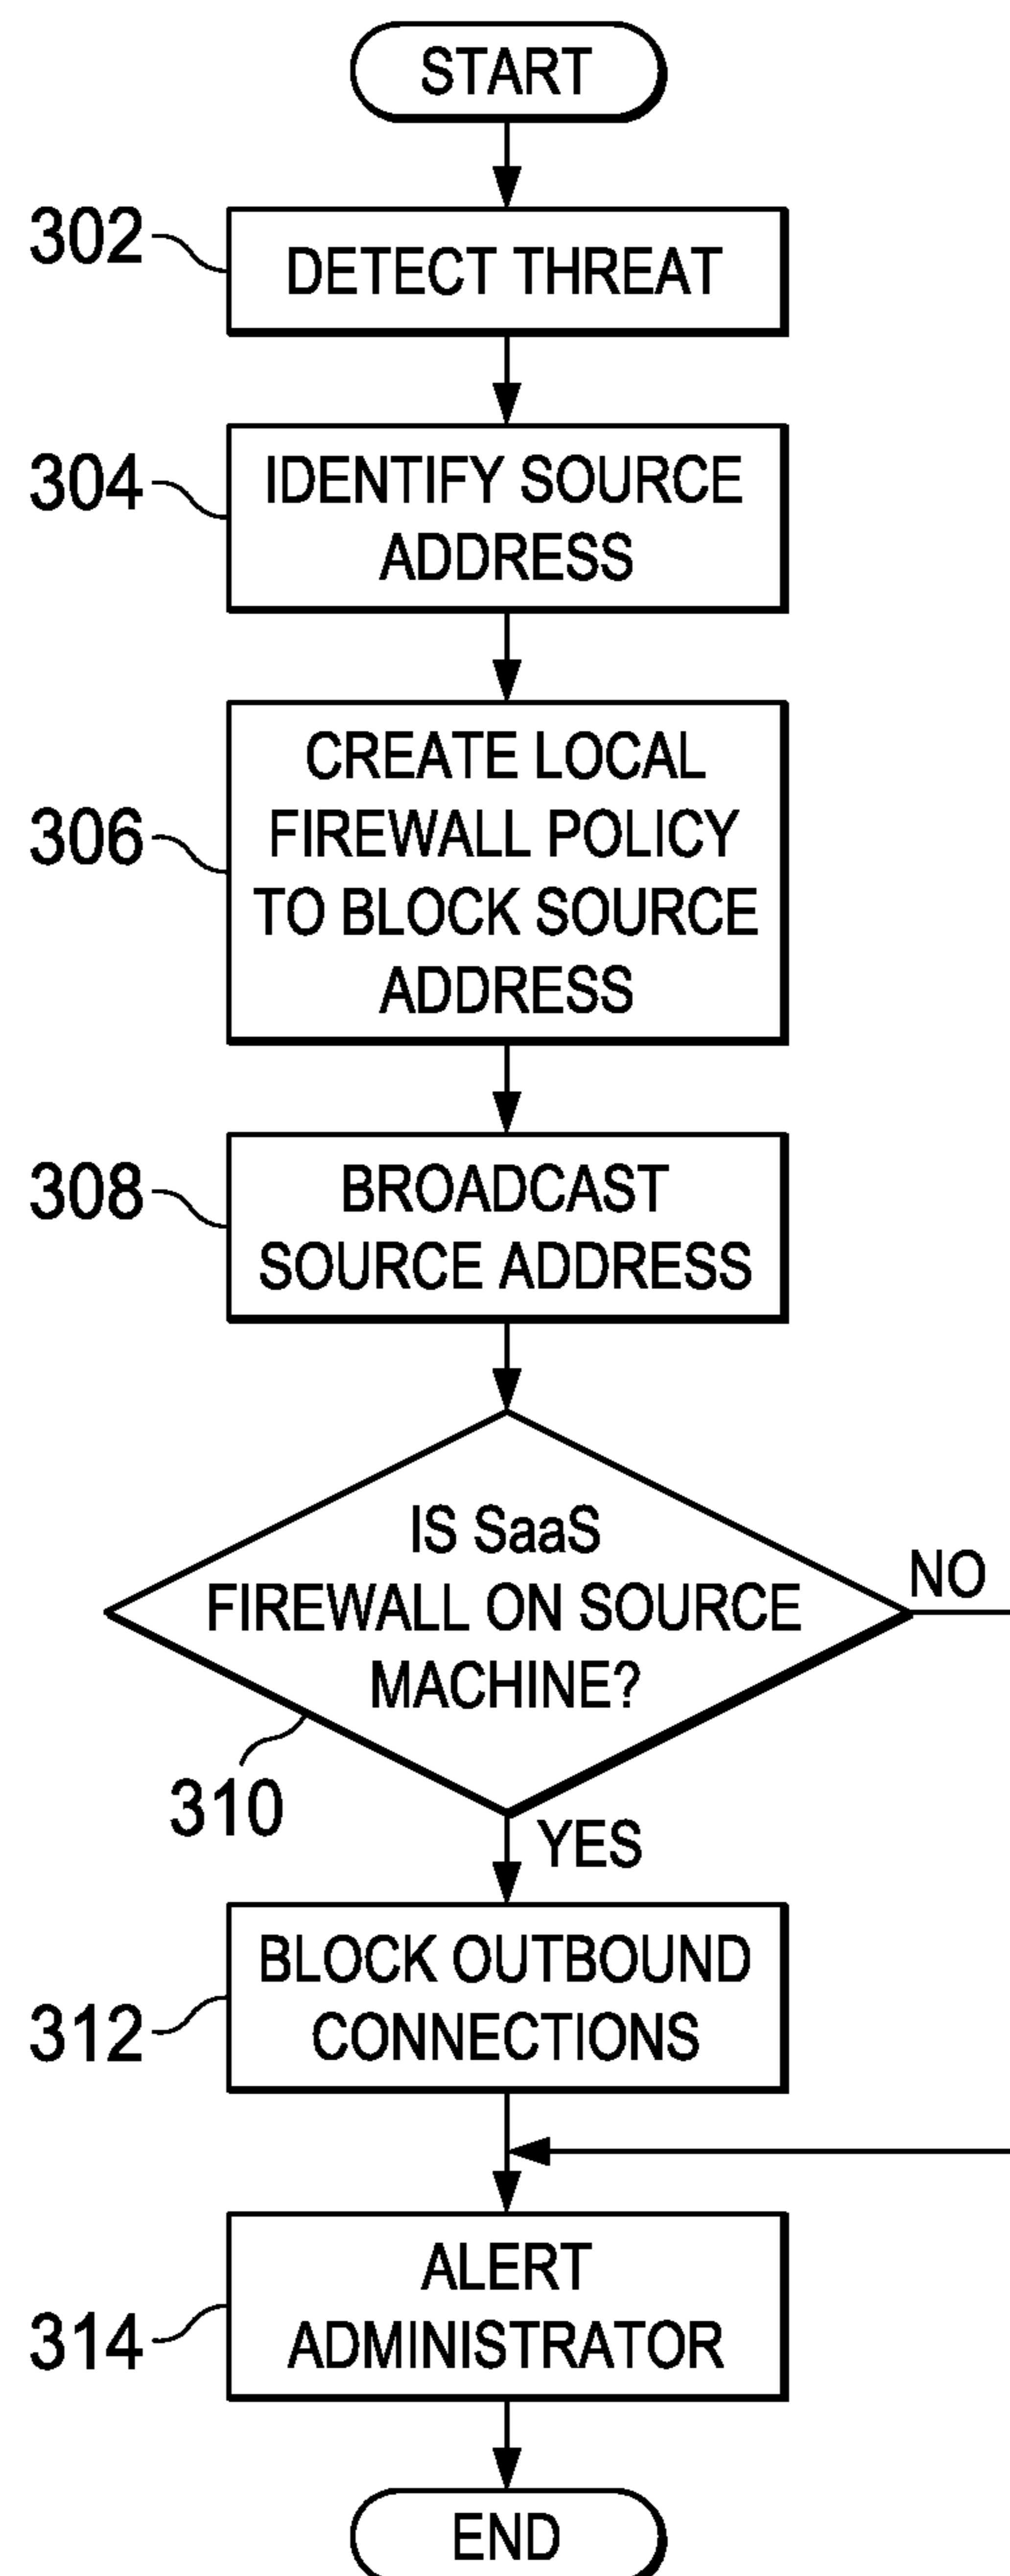 START
302
DETECT THREAT
304
IDENTIFY SOURCE
ADDRESS
306
CREATE LOCAL
FIREWALL POLICY
TO BLOCK SOURCE
ADDRESS
308
BROADCAST
SOURCE ADDRESS
IS SaaS
FIREWALL ON SOURCE
MACHINE?
NO
310
YES
312
BLOCK OUTBOUND
CONNECTIONS
314
ALERT
ADMINISTRATOR
END